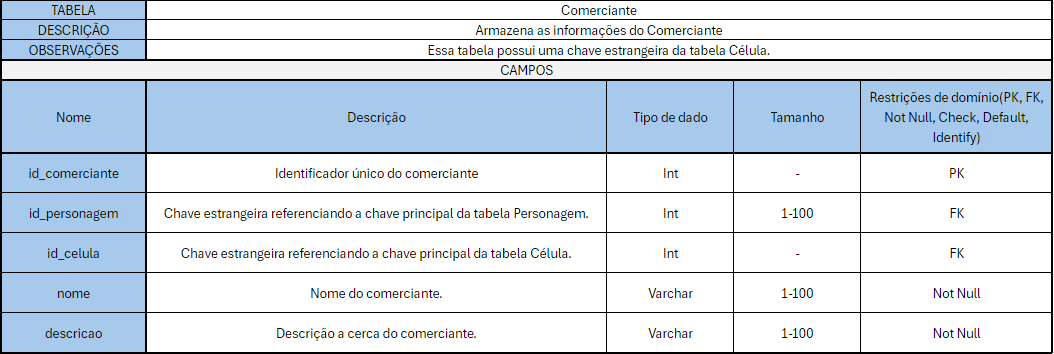 TABELA Comerciante
DESCRIÇÃO Armazena as informações do Comerciante
OBSERVAÇÕES Essa tabela possui uma chave estrangeira da tabela Célula.
CAMPOS
Nome Descrição Tipo de dado Tamanho Restrições de domínio(PK, FK,
Not Null, Check, Default,
Identify)
id_comerciante Identificador único do comerciante Int - PK
id_personagem Chave estrangeira referenciando a chave principal da tabela Personagem. Int 1-100 FK
id_celula Chave estrangeira referenciando a chave principal da tabela Célula. Int - FK
nome Nome do comerciante. Varchar 1-100 Not Null
descricao Descrição a cerca do comerciante. Varchar 1-100 Not Null